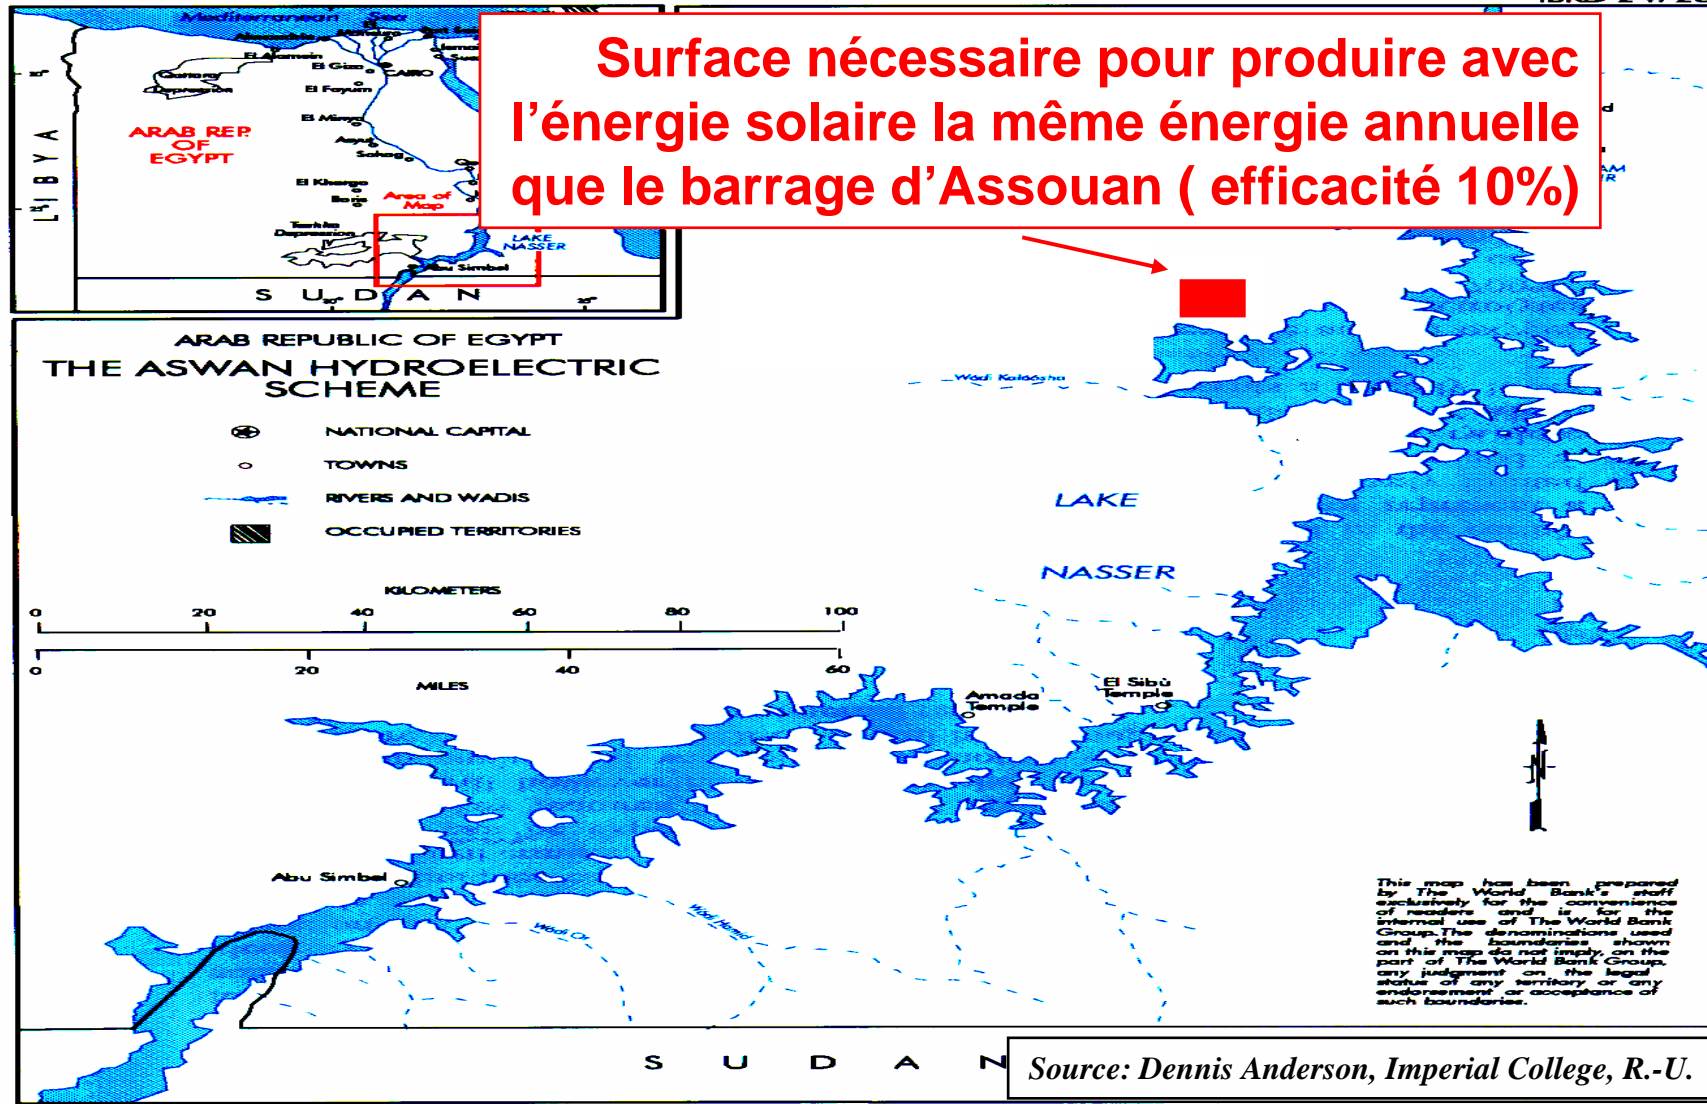 Surface nécessaire pour produire avec
l’énergie solaire la même énergie annuelle
que le barrage d’Assouan ( efficacité 10%)
Mediterranean Sea
El Alamein
El Giza
CAIRO
Qattara
Depression
El Fayum
ARAB REP.
OF
EGYPT
El Minya
Asyut
Sohag
LIBYA
El Kharga
Baris
Area of
Map
Depression
LAKE
NASSER
Abu Simbel
SUDAN
ARAB REPUBLIC OF EGYPT
THE ASWAN HYDROELECTRIC
SCHEME
NATIONAL CAPITAL
TOWNS
RIVERS AND WADIS
OCCUPIED TERRITORIES
KILOMETERS
0 20 40 60 80 100
0 20 40 60
MILES
LAKE
NASSER
Amada
Temple
El Sibù
Temple
Abu Simbel
Wadi Or
Wadi Hamid
N
This map has been prepared
by The World Bank's staff
exclusively for the convenience
of readers and is for the
internal use of The World Bank
Group. The denominations used
and the boundaries shown
on this map do not imply, on the
part of The World Bank Group,
any judgment on the legal
status of any territory or any
endorsement or acceptance of
such boundaries.
SUDAN
Source: Dennis Anderson, Imperial College, R.-U.